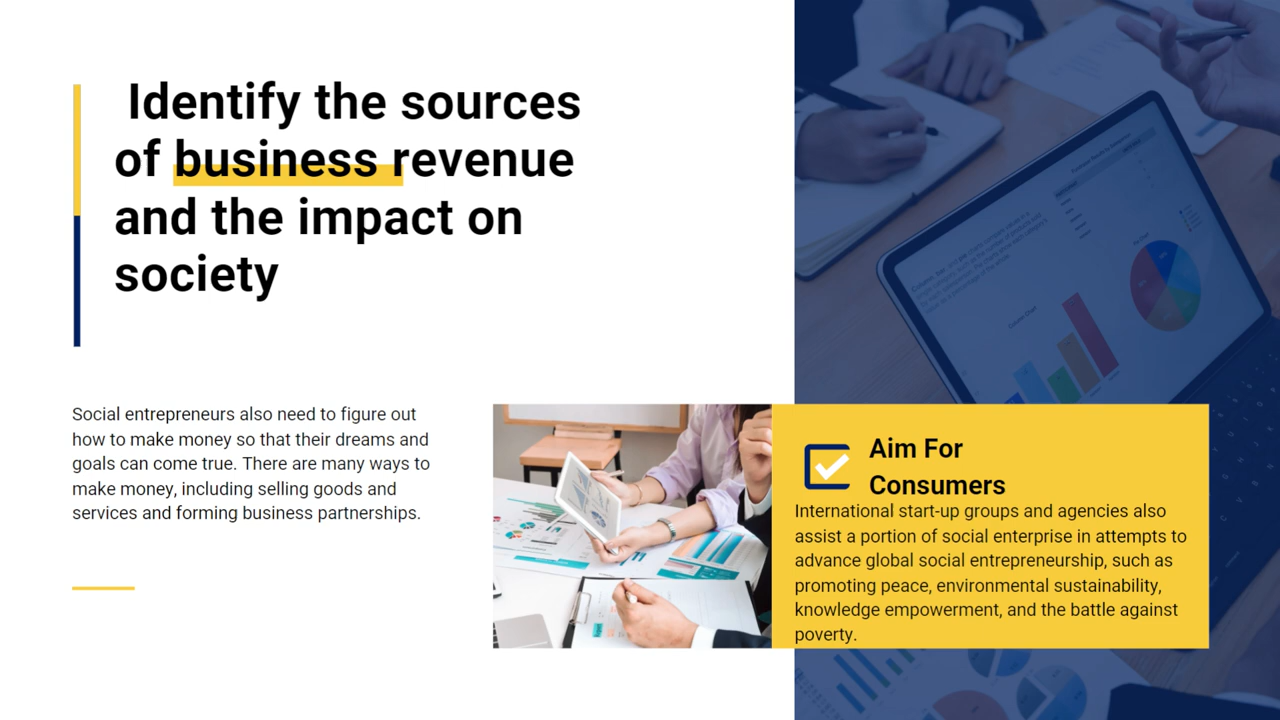 Identify the sources
of business revenue
and the impact on
society
Social entrepreneurs also need to figure out
how to make money so that their dreams and
goals can come true. There are many ways to
make money, including selling goods and
services and forming business partnerships.
Aim For
Consumers
International start-up groups and agencies also
assist a portion of social enterprise in attempts to
advance global social entrepreneurship, such as
promoting peace, environmental sustainability,
knowledge empowerment, and the battle against
poverty.